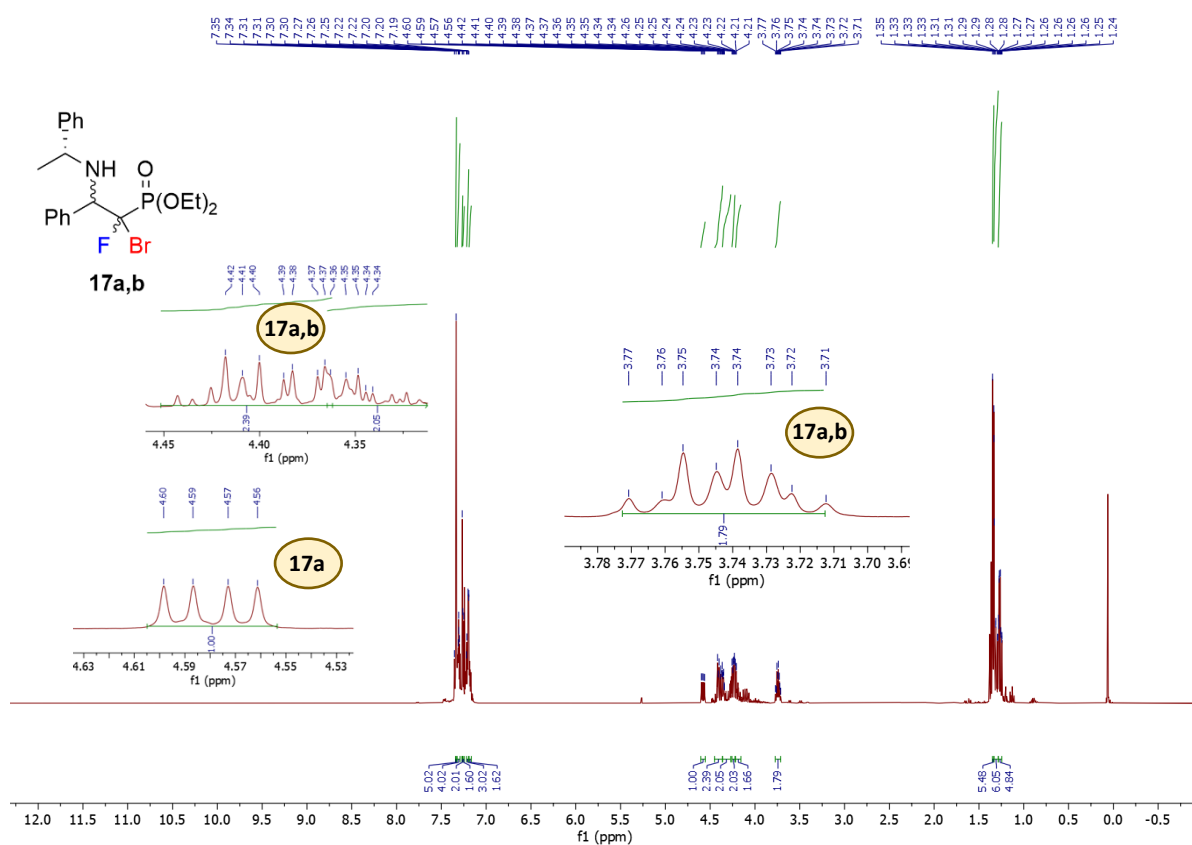 7.35 7.34 7.31 7.31 7.30 7.30 7.27 7.26 7.25 7.22 7.22 7.20 7.20 7.19 4.60 4.59 4.57 4.56 4.42 4.41 4.40 4.39 4.38 4.37 4.37 4.36 4.35 4.35 4.34 4.34 4.26 4.25 4.25 4.24 4.24 4.23 4.23 4.22 4.21 4.21 3.77 3.76 3.75 3.74 3.74 3.73 3.72 3.71 1.35 1.33 1.33 1.33 1.31 1.31 1.29 1.29 1.28 1.28 1.27 1.27 1.26 1.26 1.26 1.26 1.25 1.24
Ph
NH
O
P(OEt)2
Ph
F Br
17a,b
4.42 4.41 4.40 4.39 4.38 4.37 4.37 4.36 4.35 4.35 4.34 4.34
17a,b
2.39 2.05
4.45 4.40 4.35
f1 (ppm)
4.60 4.59 4.57 4.56
17a
1.00
4.63 4.61 4.59 4.57 4.55 4.53
f1 (ppm)
3.77 3.76 3.75 3.74 3.74 3.73 3.72 3.71
17a,b
1.79
3.78 3.77 3.76 3.75 3.74 3.73 3.72 3.71 3.70
f1 (ppm)
5.02 4.02 2.01 1.60 3.02 1.62 1.00 2.39 2.05 2.03 1.66 1.79 5.48 6.05 4.84
12.0 11.5 11.0 10.5 10.0 9.5 9.0 8.5 8.0 7.5 7.0 6.5 6.0 5.5 5.0 4.5 4.0 3.5 3.0 2.5 2.0 1.5 1.0 0.5 0.0 -0.5
f1 (ppm)